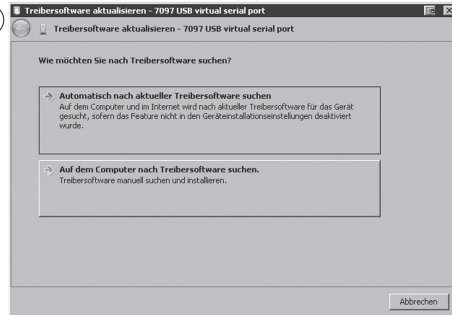 Treibersoftware aktualisieren - 7097 USB virtual serial port
Treibersoftware aktualisieren - 7097 USB virtual serial port
Wie möchten Sie nach Treibersoftware suchen?
Automatisch nach aktueller Treibersoftware suchen
Auf dem Computer und im Internet wird nach aktueller Treibersoftware für das Gerät
gesucht, sofern das Feature nicht in den Geräteinstallationseinstellungen deaktiviert
wurde.
Auf dem Computer nach Treibersoftware suchen.
Treibersoftware manuell suchen und installieren.
Abbrechen